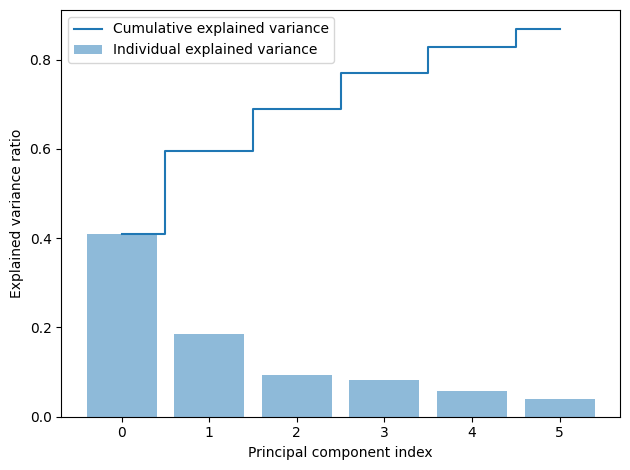 Cumulative explained variance
Individual explained variance
Explained variance ratio
0.8
0.6
0.4
0.2
0.0
0 1 2 3 4 5
Principal component index